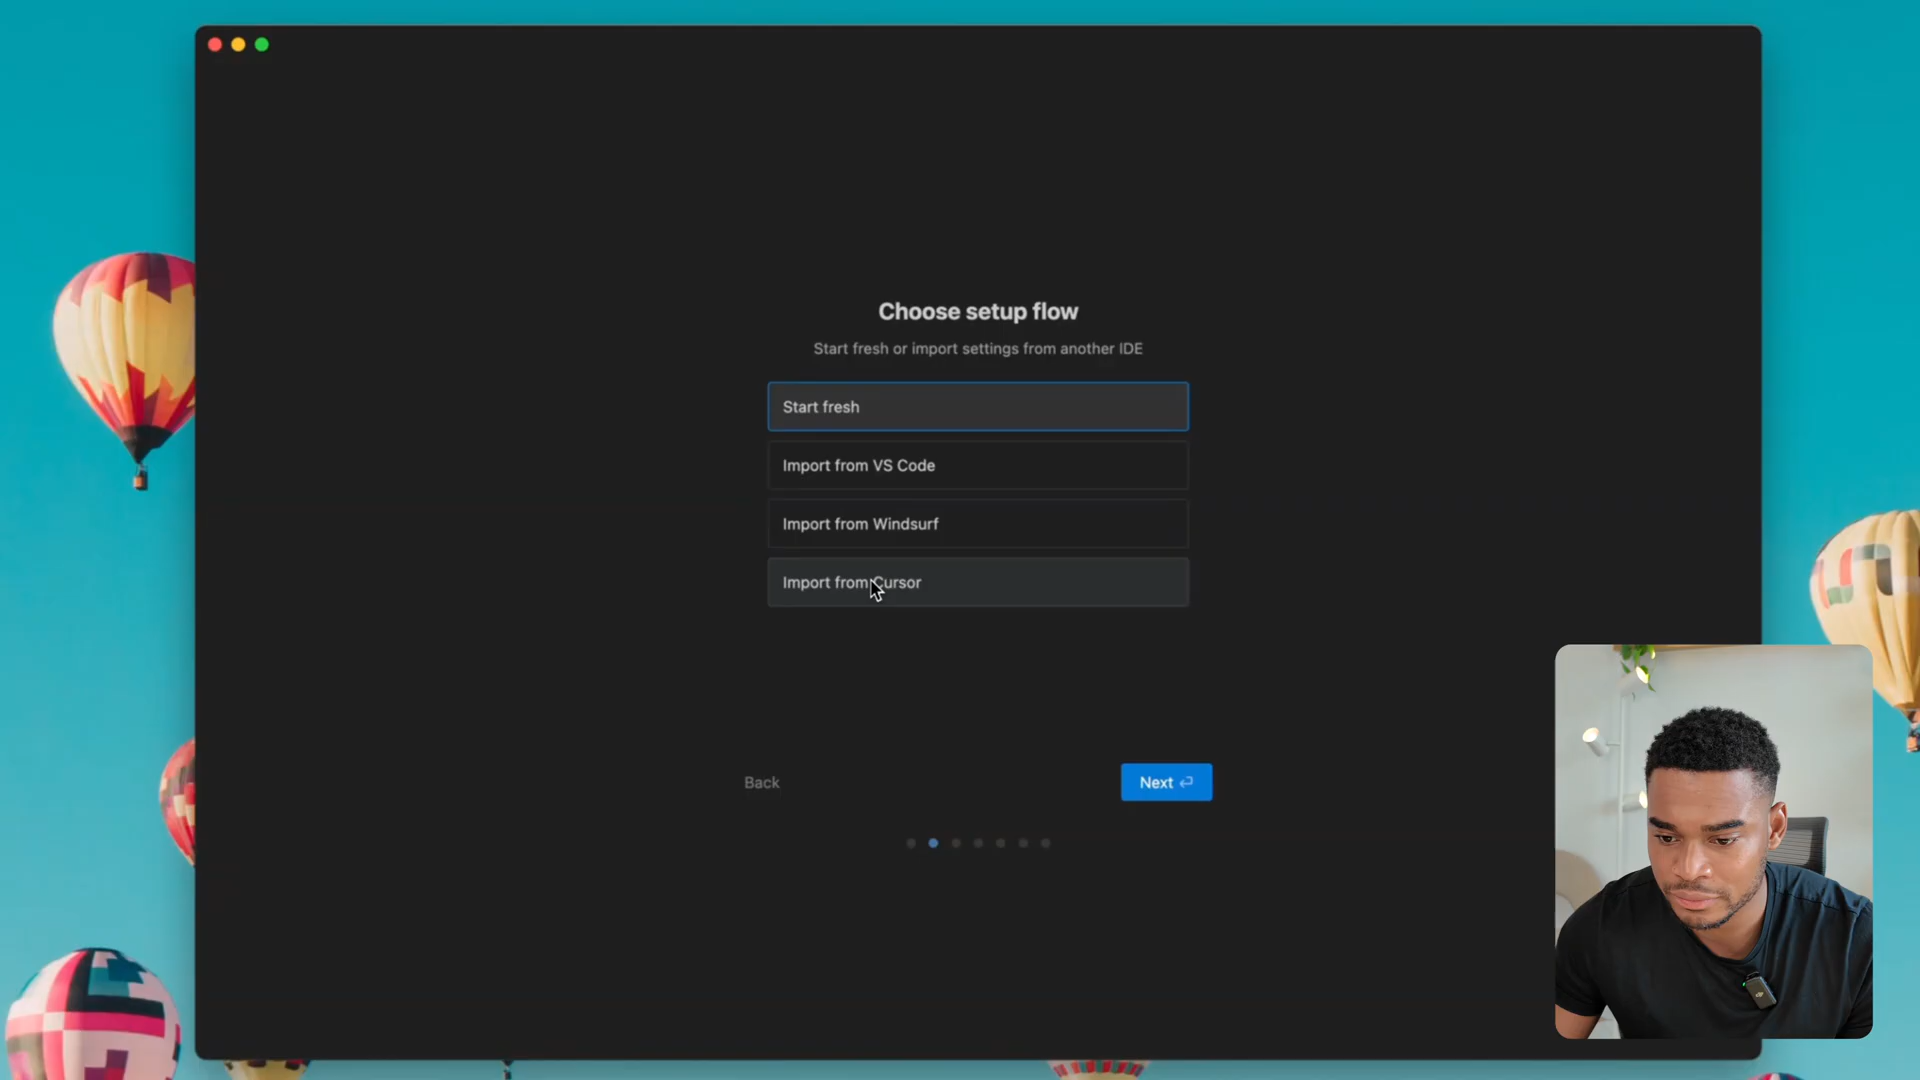 Choose setup flow
Start fresh or import settings from another IDE
Start fresh
Import from VS Code
Import from Windsurf
Import from Cursor
Back
Next